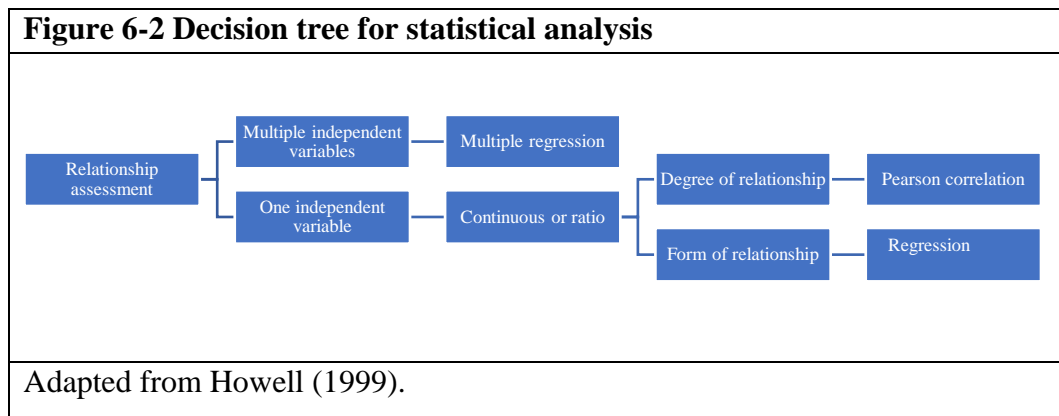 Figure 6-2 Decision tree for statistical analysis
Relationship
assessment
Multiple independent
variables
Multiple regression
One independent
variable
Continuous or ratio
Degree of relationship
Pearson correlation
Form of relationship
Regression
Adapted from Howell (1999).